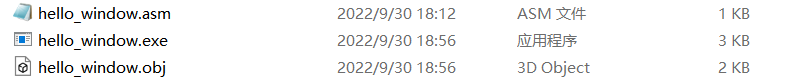 hello_window.asm 2022/9/30 18:12 ASM 文件 1 KB
hello_window.exe 2022/9/30 18:56 应用程序 3 KB
hello_window.obj 2022/9/30 18:56 3D Object 2 KB